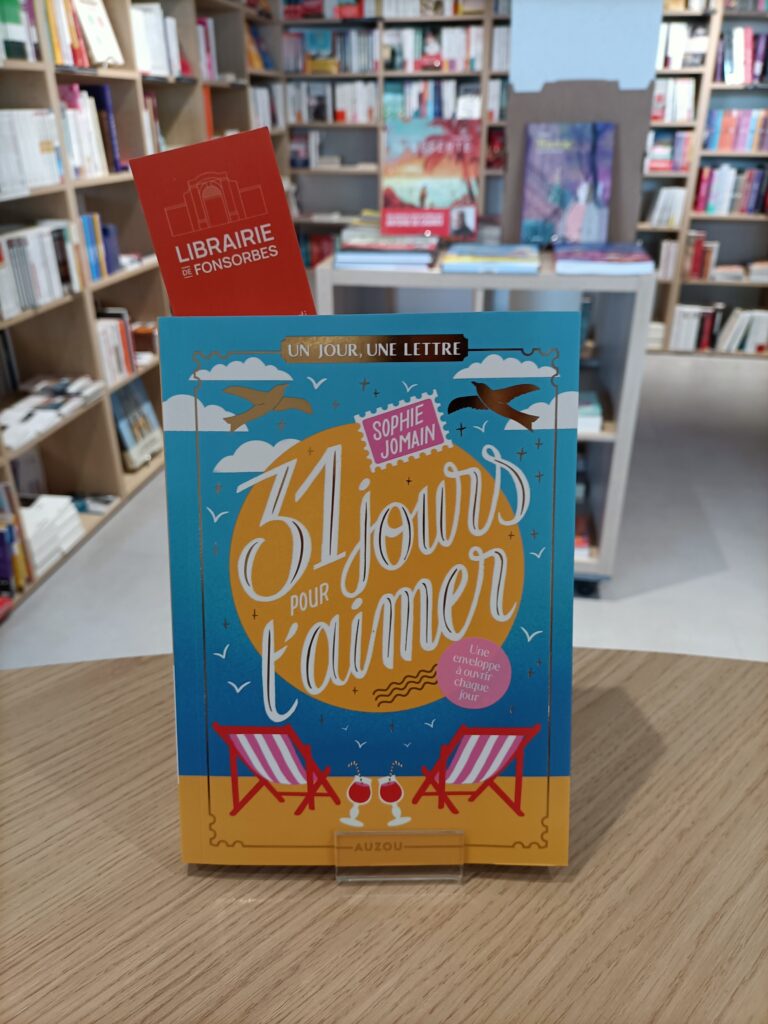 LIBRAIRIE
DE FONSORBES
UN JOUR, UNE LETTRE
SOPHIE
JOMAIN
31 jours
POUR
t'aimer
Une
enveloppe
à ouvrir
chaque
jour
AUZOU